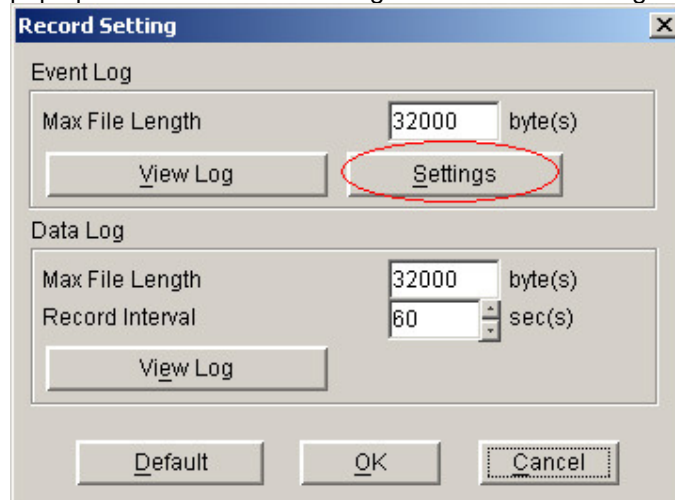 Record Setting
Event Log
Max File Length 32000 byte(s)
View Log Settings
Data Log
Max File Length 32000 byte(s)
Record Interval 60 sec(s)
View Log
Default OK Cancel